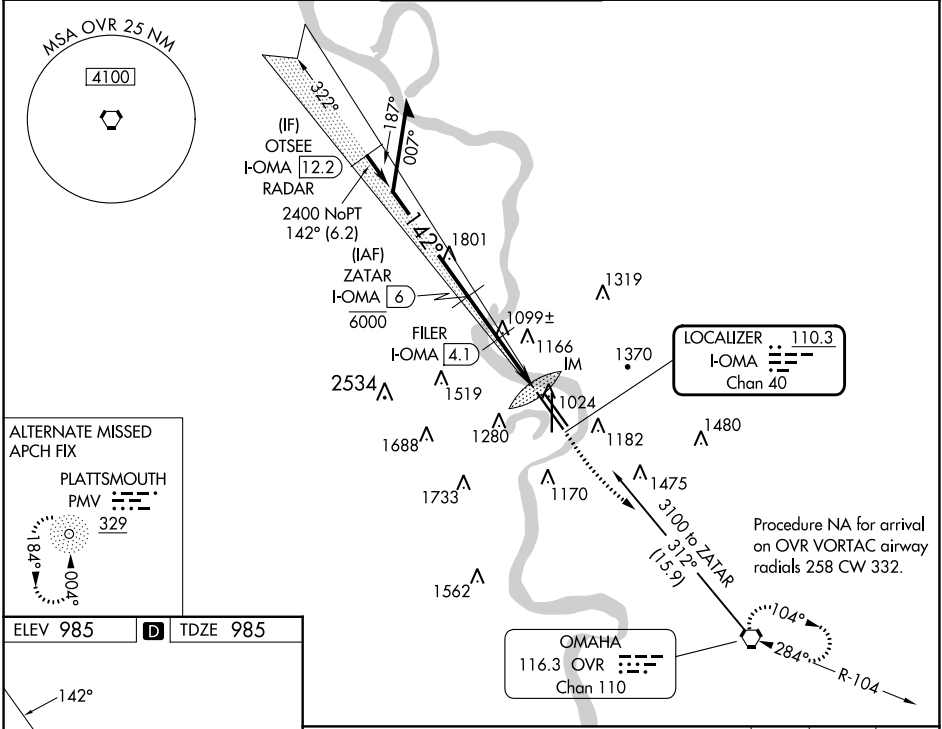 MSA OVR 25 NM
4100
322°
187°
007°
(IF)
OTSEE
I-OMA 12.2
RADAR
2400 NoPT
142° (6.2)
142°
1801
(IAF)
ZATAR
I-OMA 6
6000
1319
FILER
I-OMA 4.1
1099±
1166
IM
1370
LOCALIZER 110.3
I-OMA
Chan 40
2534
1519
1024
1280
1182
1480
1688
1733
1170
1475
ALTERNATE MISSED
APCH FIX
PLATTSMOUTH
PMV
329
184°
004°
3100 to ZATAR
312°
(15.9)
Procedure NA for arrival
on OVR VORTAC airway
radials 258 CW 332.
1562
104°
284°
R-104
OMAHA
116.3 OVR
Chan 110
ELEV 985 D TDZE 985
142°